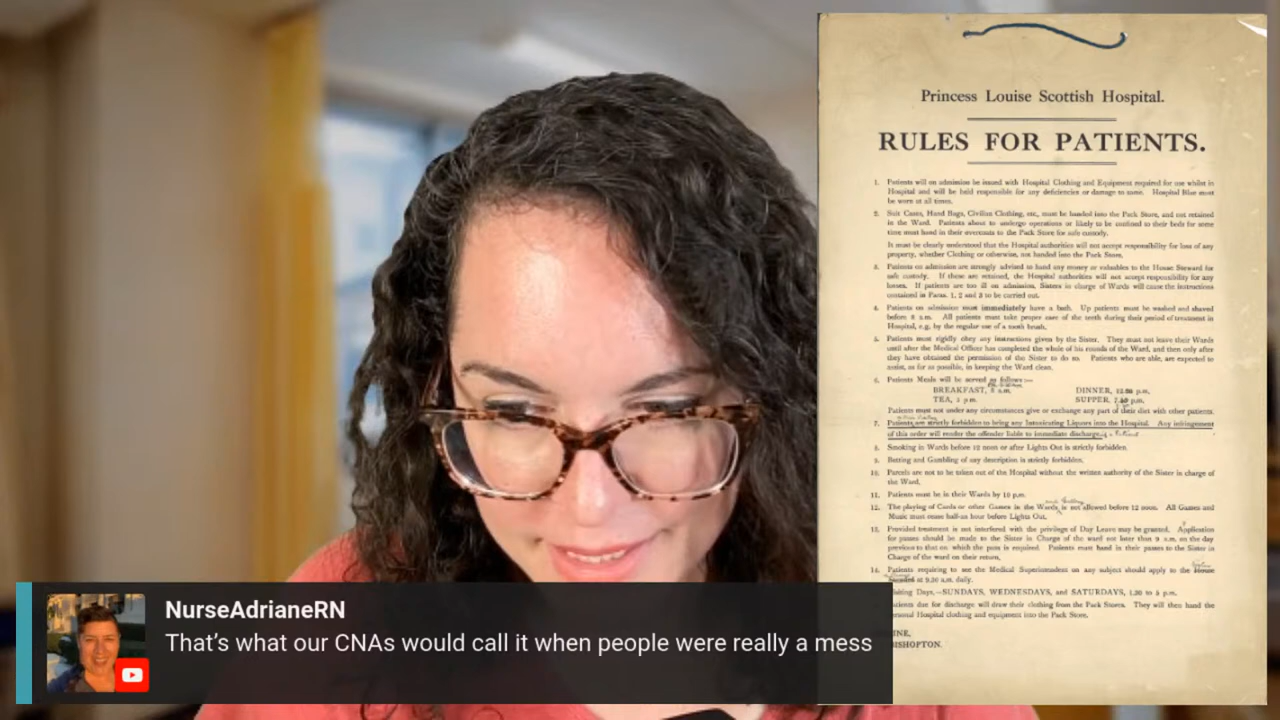 Princess Louise Scottish Hospital.
RULES FOR PATIENTS.
1. Patients will on admission be issued with Hospital Clothing and Equipment required for use whilst in
Hospital and will be held responsible for any deficiencies or damage to same. Hospital Blue must
be worn at all times.
2. Suit Cases, Hand Bags, Civilian Clothing, etc, must be handed into the Pack Store, and not retained
in the Ward. Patients about to undergo operations or likely to be confined to their beds for some
time must hand in their overcoats to the Pack Store for safe custody.
It must be clearly understood that the Hospital authorities will not accept responsibility for loss of any
property, whether Clothing or otherwise, not handed into the Pack Store.
3. Patients on admission are strongly advised to hand any money or valuables to the House Steward for
safe custody. If these are retained, the Hospital authorities will not accept responsibility for any
losses. If patients are too ill on admission, Sisters in charge of Wards will cause the instructions
contained in Paras. 1, 2 and 3 to be carried out.
4. Patients on admission must immediately have a bath. Up patients must be washed and shaved
before 8 a.m. All patients must take proper care of the teeth during their period of treatment in
Hospital, e.g. by the regular use of a tooth brush.
5. Patients must rigidly obey any instructions given by the Sister. They must not leave their Wards
until after the Medical Officer has completed the whole of his rounds of the Ward, and then only after
they have obtained the permission of the Sister to do so. Patients who are able, are expected to
assist, as far as possible, in keeping the Ward clean.
6. Patients Meals will be served as follows:—
BREAKFAST, 8 a.m. DINNER, p.m.
TEA, p.m. SUPPER, p.m.
Patients must not under any circumstances give or exchange any part of their diet with other patients.
7. Patients are strictly forbidden to bring any Intoxicating Liquors into the Hospital. Any infringement
of this order will render the offender liable to immediate discharge
8. Smoking in Wards before 12 noon or after Lights Out is strictly forbidden.
9. Betting and Gambling of any description is strictly forbidden.
10. Parcels are not to be taken out of the Hospital without the written authority of the Sister in charge of
the Ward.
11. Patients must be in their Wards by 10 p.m.
12. The playing of Cards or other Games in the Wards is not allowed before 12 noon. All Games and
Music must cease half-an hour before Lights Out.
13. Provided treatment is not interfered with the privilege of Day Leave may be granted. Application
for passes should be made to the Sister in Charge of the ward not later than 9 a.m. on the day
previous to that on which the pass is required. Patients must hand in their passes to the Sister in
Charge of the ward on their return.
14. Patients requiring to see the Medical Superintendent on any subject should apply to the House
Steward at 9.30 a.m. daily.
siting Days,—SUNDAYS, WEDNESDAYS, and SATURDAYS, 1.30 to 5 p.m.
atients due for discharge will draw their clothing from the Pack Stores. They will then hand the
ersonal Hospital clothing and equipment into the Pack Store.
INE,
ISHOPTON.
NurseAdrianeRN
That's what our CNAs would call it when people were really a mess